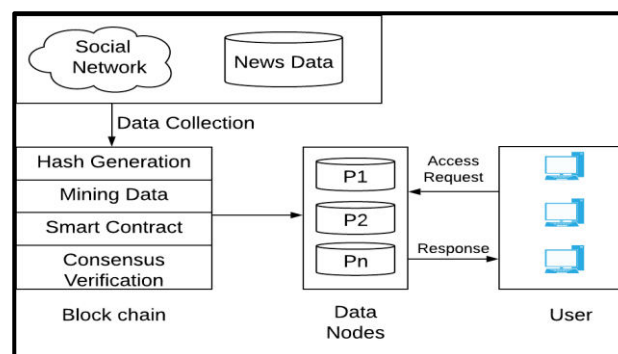 Social
Network
News Data
Data Collection
Hash Generation
Mining Data
Smart Contract
Consensus
Verification
Block chain
P1
P2
Pn
Data
Nodes
Access
Request
Response
User